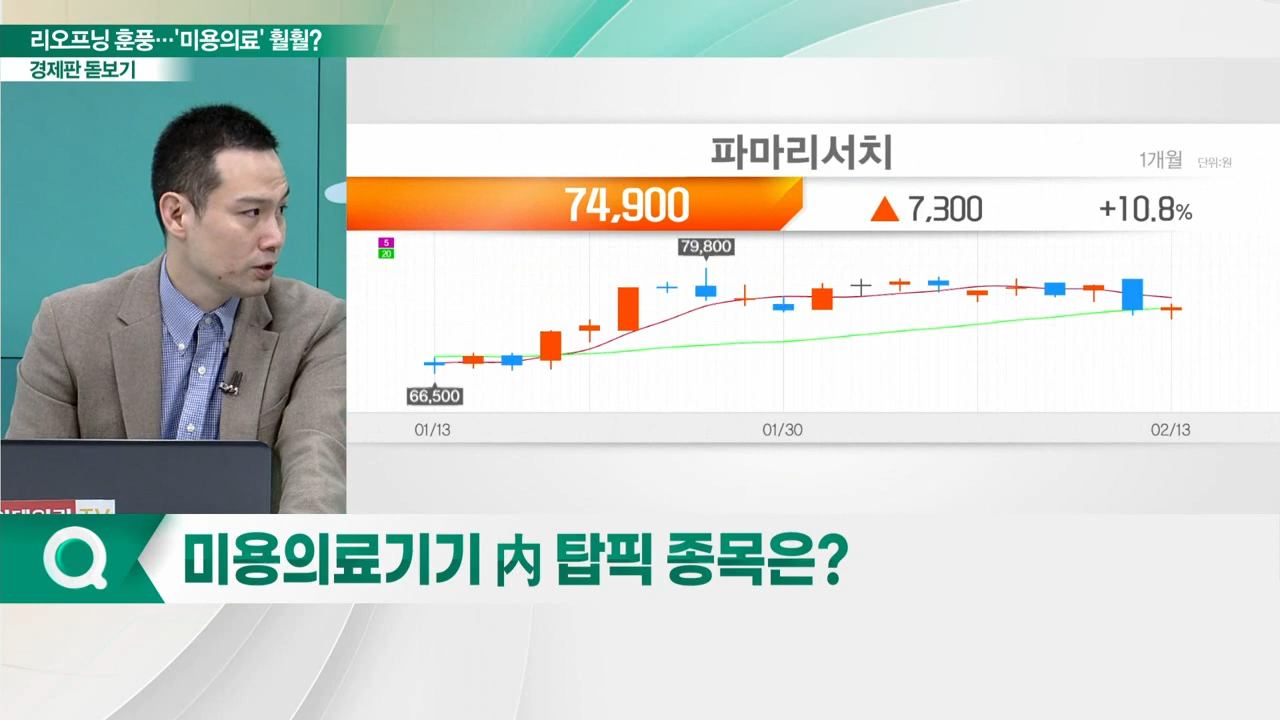 리오프닝 훈풍…'미용의료' 훨훨?
경제판 돋보기
파마리서치
1개월 단위:원
74,900 ▲ 7,300 +10.8%
5
20
79,800
66,500
01/13 01/30 02/13
TV
미용의료기기 內 탑픽 종목은?